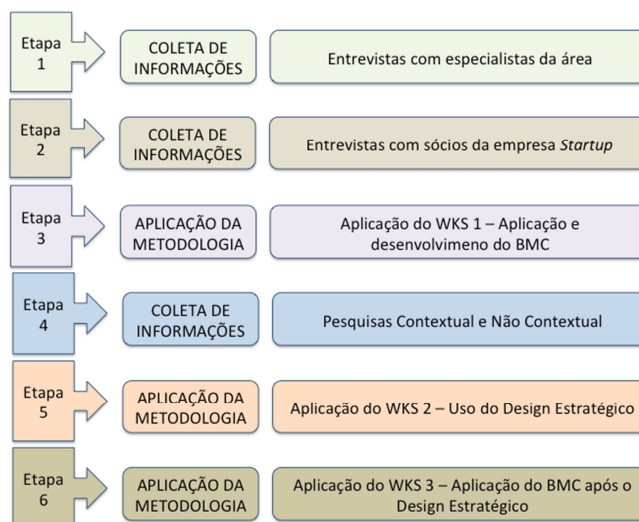 Etapa
1
COLETA DE
INFORMAÇÕES
Entrevistas com especialistas da área
Etapa
2
COLETA DE
INFORMAÇÕES
Entrevistas com sócios da empresa Startup
Etapa
3
APLICAÇÃO DA
METODOLOGIA
Aplicação do WKS 1 – Aplicação e
desenvolvimeno do BMC
Etapa
4
COLETA DE
INFORMAÇÕES
Pesquisas Contextual e Não Contextual
Etapa
5
APLICAÇÃO DA
METODOLOGIA
Aplicação do WKS 2 – Uso do Design Estratégico
Etapa
6
APLICAÇÃO DA
METODOLOGIA
Aplicação do WKS 3 – Aplicação do BMC após o
Design Estratégico